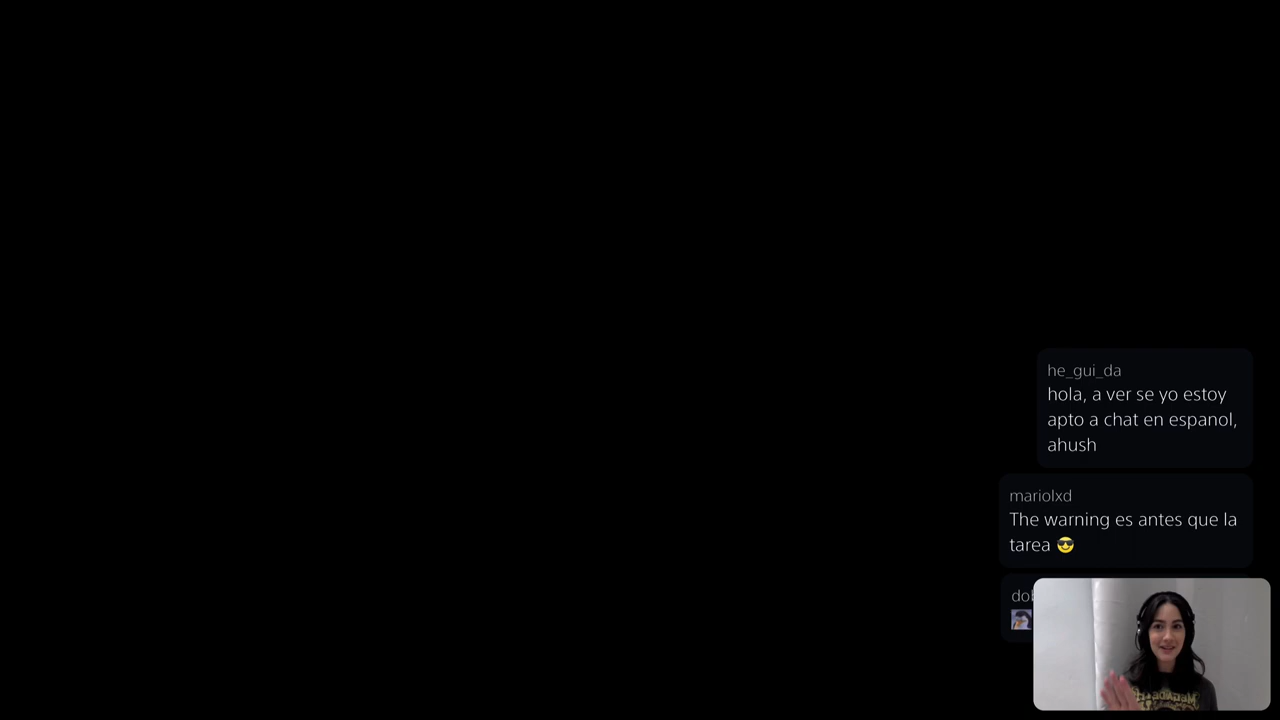 he_gui_da
hola, a ver se yo estoy
apto a chat en espanol,
ahush
mariolxd
The warning es antes que la
tarea 😎